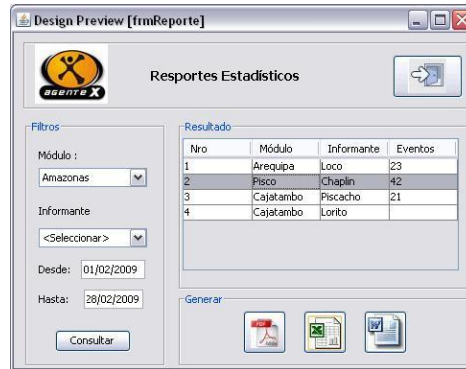 Design Preview [frmReporte]
AGENTE X
Resportes Estadísticos
Filtros
Módulo :
Amazonas
Informante
<Seleccionar>
Desde: 01/02/2009
Hasta: 28/02/2009
Consultar
Resultado
Nro Módulo Informante Eventos
1 Arequipa Loco 23
2 Pisco Chaplin 42
3 Cajatambo Piscacho 21
4 Cajatambo Lorito
Generar
PDF